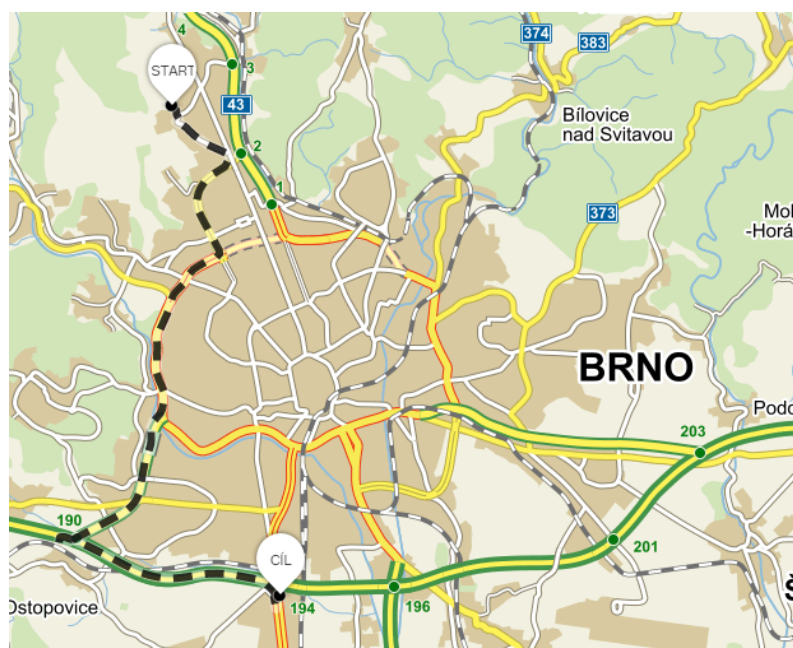 4
374
383
START
3
43
2
Bílovice
nad Svitavou
1
373
Mol
-Horá
BRNO
Podo
203
190
201
CÍL
194
196
Ostopovice
Š